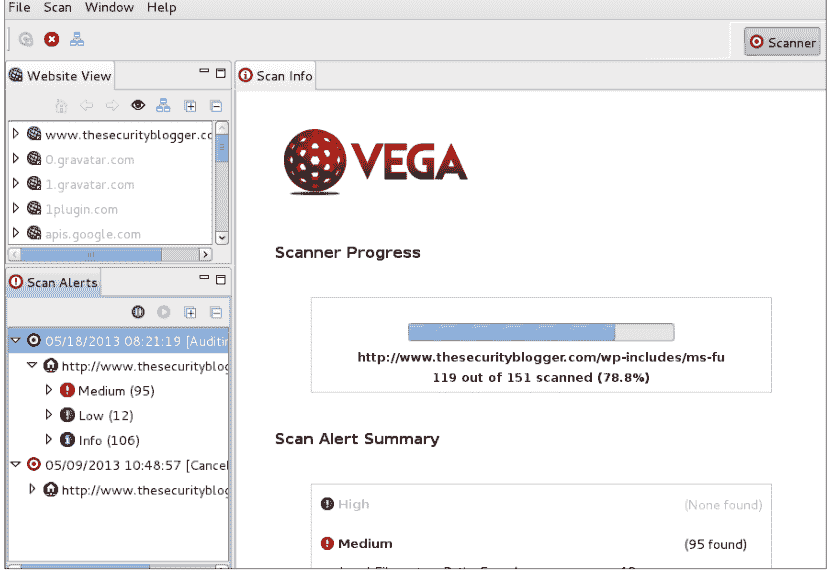 File Scan Window Help
Scanner
Website View
www.thesecurityblogger.cc
0.gravatar.com
1.gravatar.com
1plugin.com
apis.google.com
Scan Alerts
05/18/2013 08:21:19 [Auditin
http://www.thesecurityblog
Medium (95)
Low (12)
Info (106)
05/09/2013 10:48:57 [Cancel
http://www.thesecurityblog
Scan Info
VEGA
Scanner Progress
http://www.thesecurityblogger.com/wp-includes/ms-fu
119 out of 151 scanned (78.8%)
Scan Alert Summary
High (None found)
Medium (95 found)